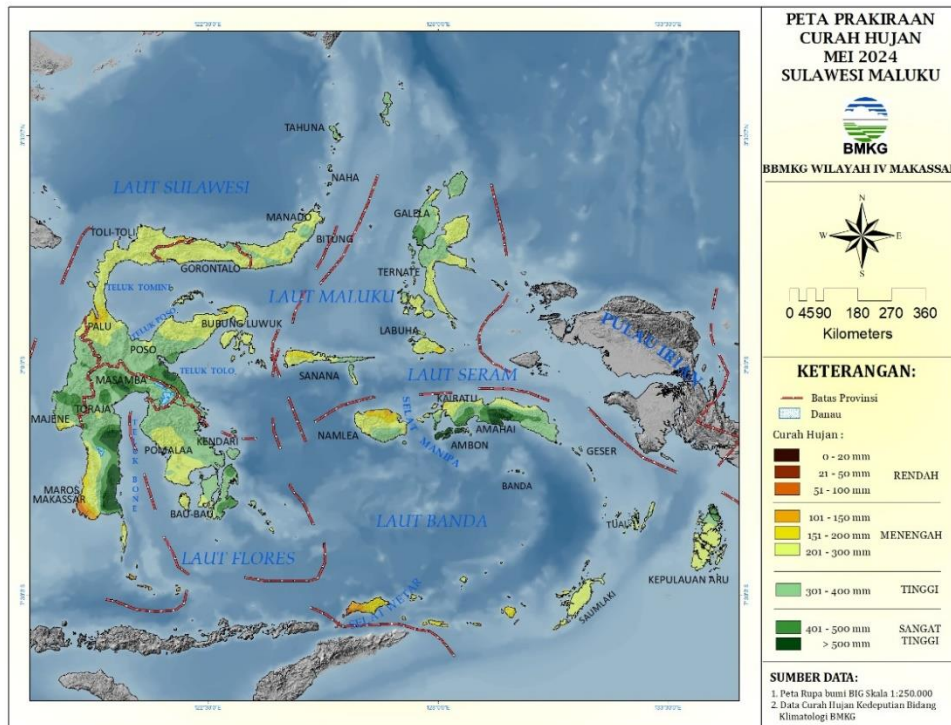 PETA PRAKIRAAN
CURAH HUJAN
MEI 2024
SULAWESI MALUKU
BMKG
BBMKG WILAYAH IV MAKASSAR
N
W
E
S
0 45 90 180 270 360
Kilometers
KETERANGAN:
Batas Provinsi
Danau
Curah Hujan :
0 - 20 mm
21 - 50 mm
51 - 100 mm
RENDAH
101 - 150 mm
151 - 200 mm
201 - 300 mm
MENENGAH
301 - 400 mm
TINGGI
401 - 500 mm
> 500 mm
SANGAT
TINGGI
SUMBER DATA:
1. Peta Rupa bumi BIG Skala 1:250.000
2. Data Curah Hujan Kedeputian Bidang
Klimatologi BMKG
TAHUNA
NAHA
LAUT SULAWESI
MANADO
BITUNG
TOLI-TOLI
GORONTALO
GALELA
TERNATE
TELUK TOMINI
LAUT MALUKU
PALU
TELUK POSO
BUBUNG LUWUK
LABUHA
POSO
PULAU IRIAN
MASAMBA
TELUK TOLO
SANANA
LAUT SERAM
TORAJA
MAJENE
KAIRATU
SELAT MANIPA
NAMLEA
AMAHAI
AMBON
KENDARI
TELUK BONE
POMALAA
GESER
BANDA
MAROS
MAKASSAR
BAU-BAU
TUAL
LAUT BANDA
LAUT FLORES
KEPULAUAN ARU
SELAT WETAR
SAUMLAKI